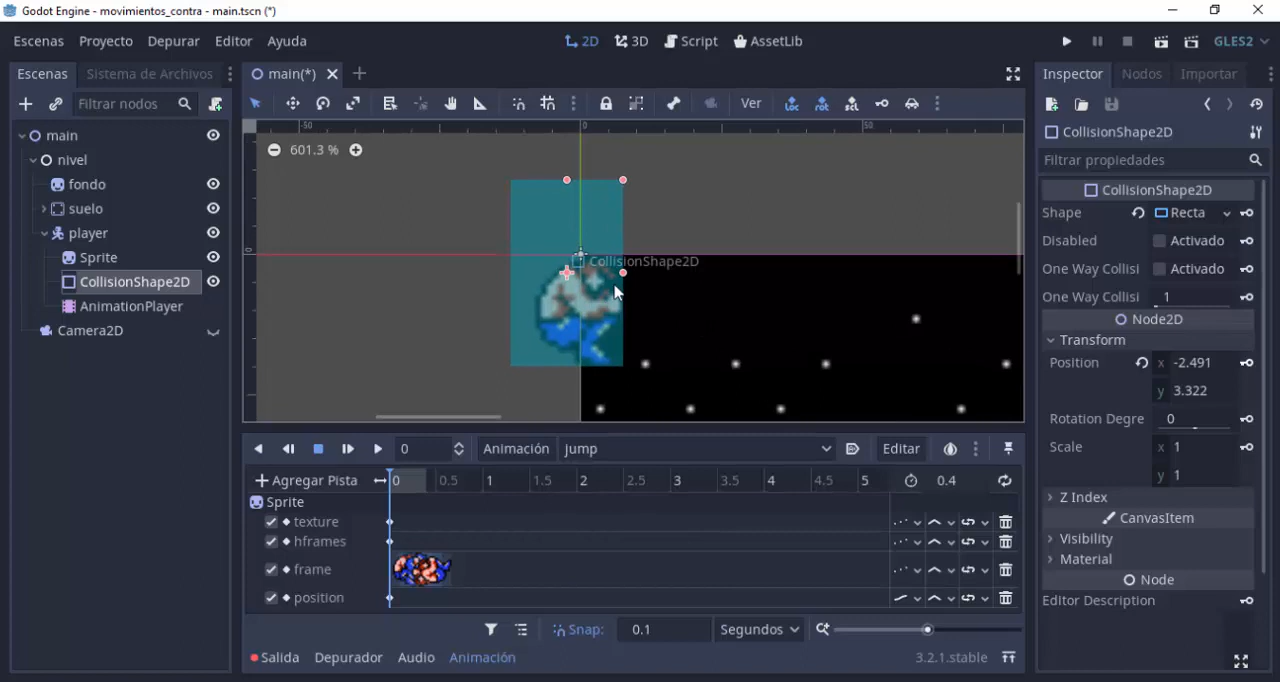 Godot Engine - movimientos_contra - main.tscn (*)
Escenas Proyecto Depurar Editor Ayuda 2D 3D Script AssetLib GLES2
Escenas Sistema de Archivos main(*) Inspector Nodos Importar
Filtrar nodos Ver
main
nivel
fondo
suelo
player
Sprite
CollisionShape2D
AnimationPlayer
Camera2D
-50 0 50
0
601.3 %
CollisionShape2D
CollisionShape2D
Filtrar propiedades
CollisionShape2D
Shape Recta
Disabled Activado
One Way Collisi Activado
One Way Collisi 1
Node2D
Transform
Position x -2.491
y 3.322
Rotation Degre 0
Scale x 1
y 1
Z Index
CanvasItem
Visibility
Material
Node
Editor Description
0 Animación Jump Editar
Agregar Pista 0 0.5 1 1.5 2 2.5 3 3.5 4 4.5 5 0.4
Sprite
texture
hframes
frame
position
Snap: 0.1 Segundos
Salida Depurador Audio Animación 3.2.1.stable